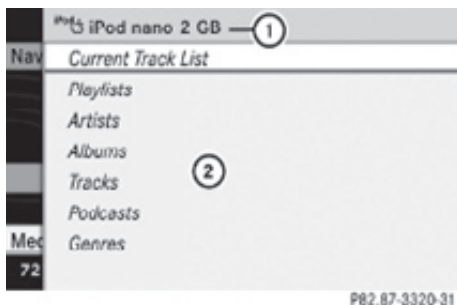 iPod nano 2 GB
1
Nav
Current Track List
Playlists
Artists
Albums
2
Tracks
Podcasts
Med
Genres
72
P82.87-3320-31